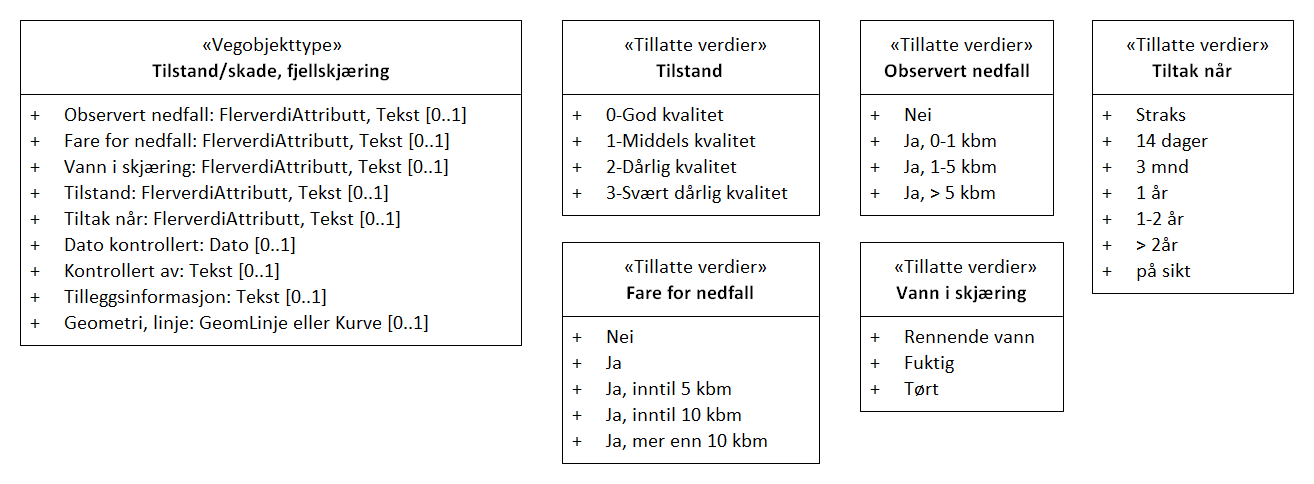 «Vegobjekttype»
Tilstand/skade, fjellskjæring
+ Observert nedfall: FlerverdiAttributt, Tekst [0..1]
+ Fare for nedfall: FlerverdiAttributt, Tekst [0..1]
+ Vann i skjæring: FlerverdiAttributt, Tekst [0..1]
+ Tilstand: FlerverdiAttributt, Tekst [0..1]
+ Tiltak når: FlerverdiAttributt, Tekst [0..1]
+ Dato kontrollert: Dato [0..1]
+ Kontrollert av: Tekst [0..1]
+ Tilleggsinformasjon: Tekst [0..1]
+ Geometri, linje: GeomLinje eller Kurve [0..1]
«Tillatte verdier»
Tilstand
+ 0-God kvalitet
+ 1-Middels kvalitet
+ 2-Dårlig kvalitet
+ 3-Svært dårlig kvalitet
«Tillatte verdier»
Observert nedfall
+ Nei
+ Ja, 0-1 kbm
+ Ja, 1-5 kbm
+ Ja, > 5 kbm
«Tillatte verdier»
Tiltak når
+ Straks
+ 14 dager
+ 3 mnd
+ 1 år
+ 1-2 år
+ > 2år
+ på sikt
«Tillatte verdier»
Fare for nedfall
+ Nei
+ Ja
+ Ja, inntil 5 kbm
+ Ja, inntil 10 kbm
+ Ja, mer enn 10 kbm
«Tillatte verdier»
Vann i skjæring
+ Rennende vann
+ Fuktig
+ Tørt